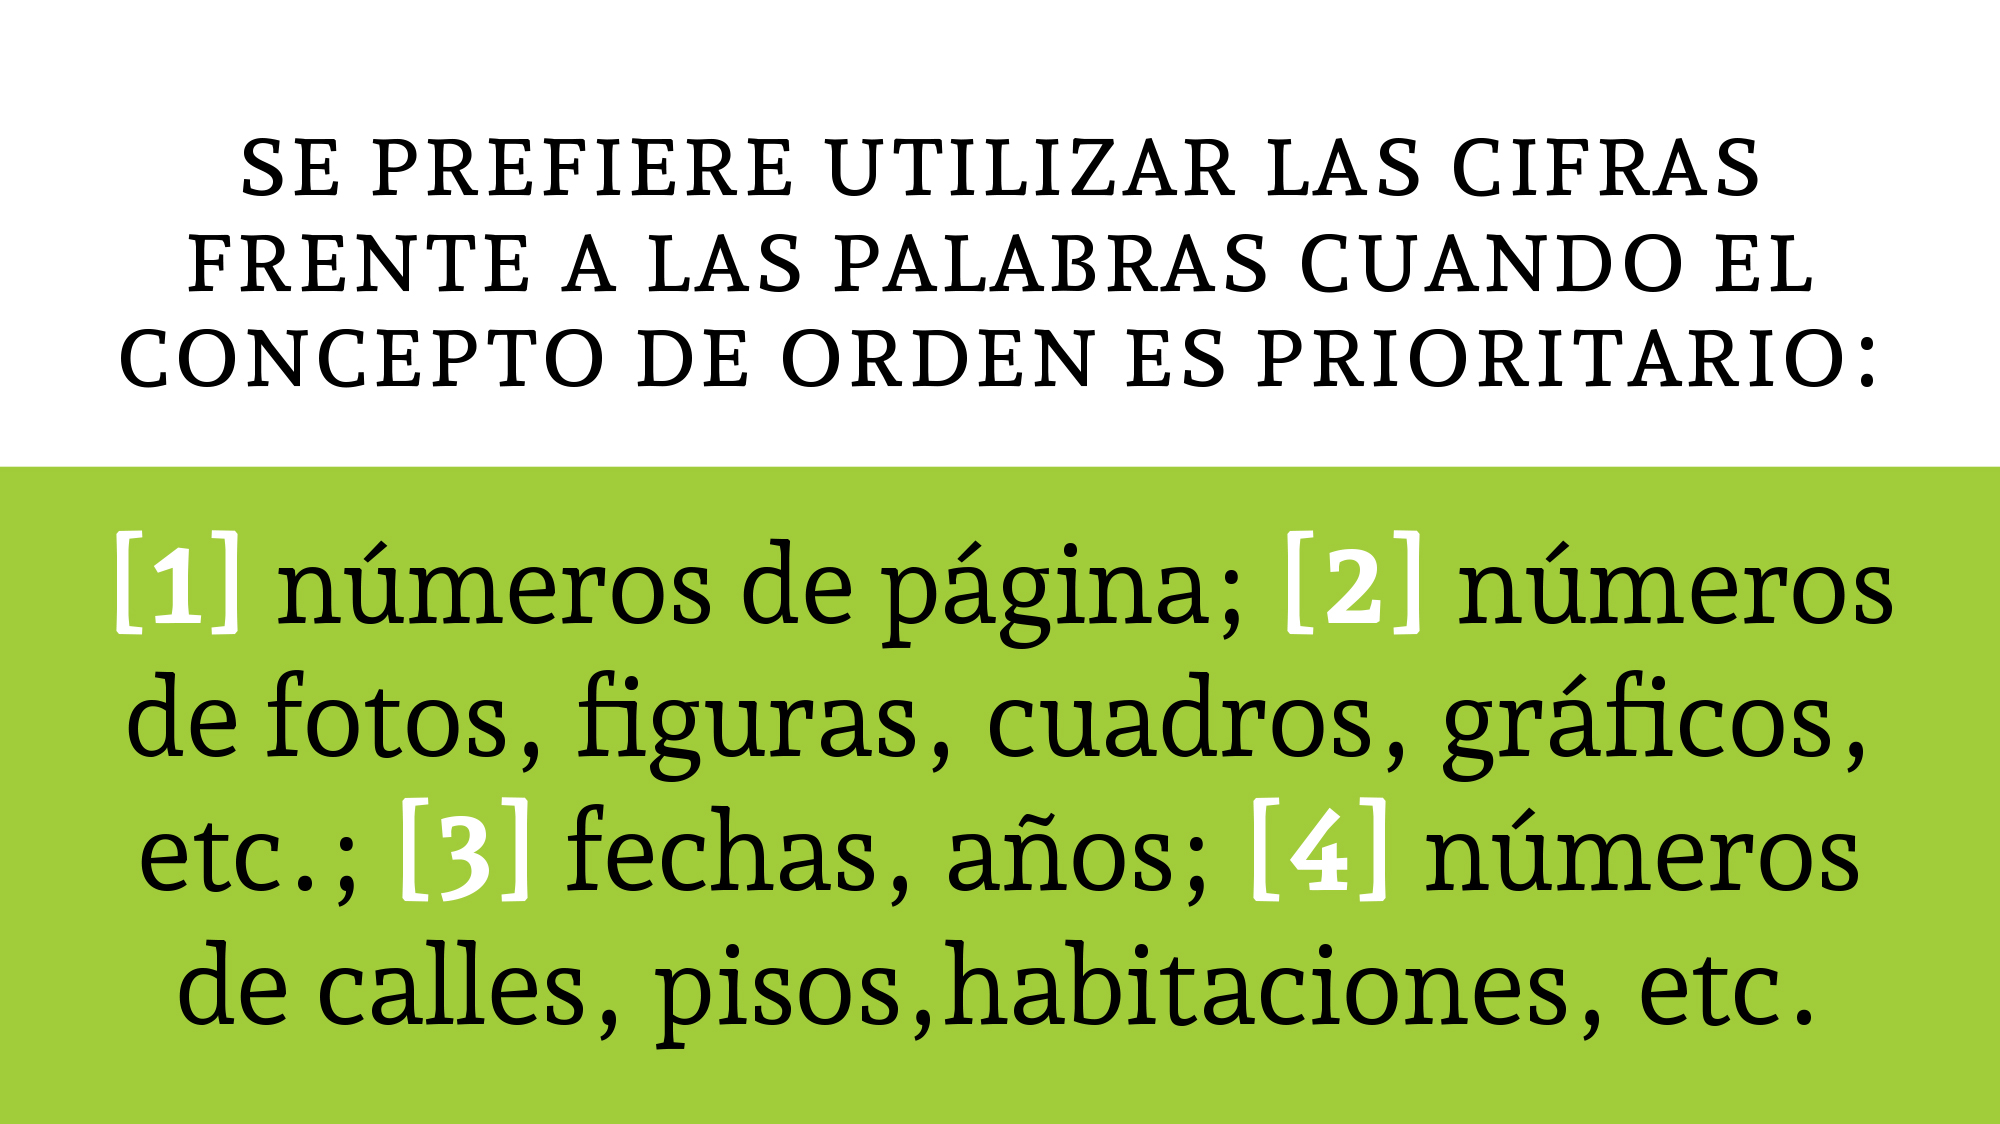 SE PREFIERE UTILIZAR LAS CIFRAS
FRENTE A LAS PALABRAS CUANDO EL
CONCEPTO DE ORDEN ES PRIORITARIO:
[1] números de página; [2] números
de fotos, figuras, cuadros, gráficos,
etc.; [3] fechas, años; [4] números
de calles, pisos,habitaciones, etc.